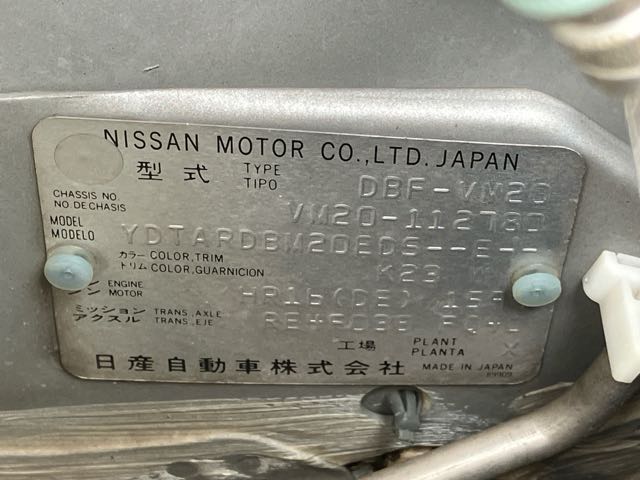 NISSAN MOTOR CO.,LTD. JAPAN
型式 TYPE TIPO DBF-VM20
CHASSIS NO. NO DE CHASIS VM20-112780
MODEL MODELO YDTARDBM20EDS--E--
カラー COLOR,TRIM トリム COLOR,GUARNICION K23
ENGINE MOTOR HR16(DE)
ミッション TRANS. AXLE アクスル TRANS. EJE
工場 PLANT PLANTA X
日産自動車株式会社 MADE IN JAPAN